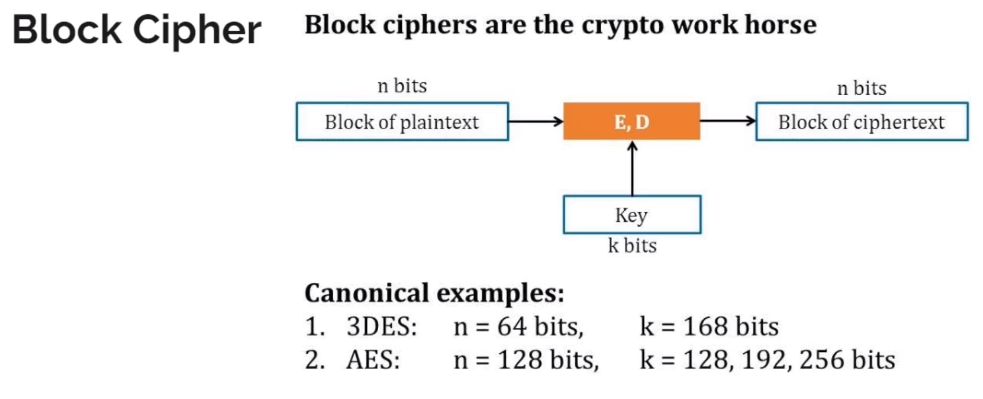 Block Cipher
Block ciphers are the crypto work horse
n bits
n bits
Block of plaintext
E, D
Block of ciphertext
Key
k bits
Canonical examples:
1. 3DES: n = 64 bits, k = 168 bits
2. AES: n = 128 bits, k = 128, 192, 256 bits